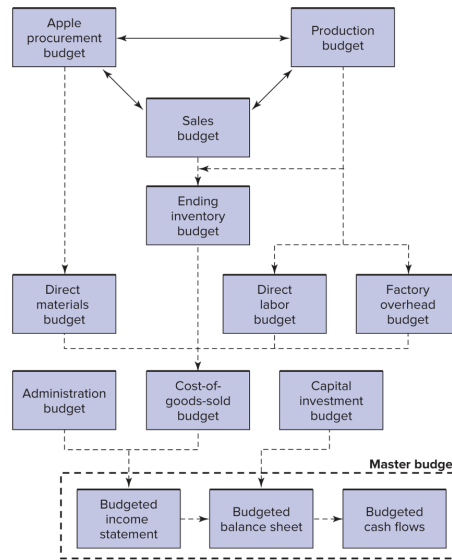 Apple
procurement
budget
Production
budget
Sales
budget
Ending
inventory
budget
Direct
materials
budget
Direct
labor
budget
Factory
overhead
budget
Administration
budget
Cost-of-
goods-sold
budget
Capital
investment
budget
Master budge
Budgeted
income
statement
Budgeted
balance sheet
Budgeted
cash flows